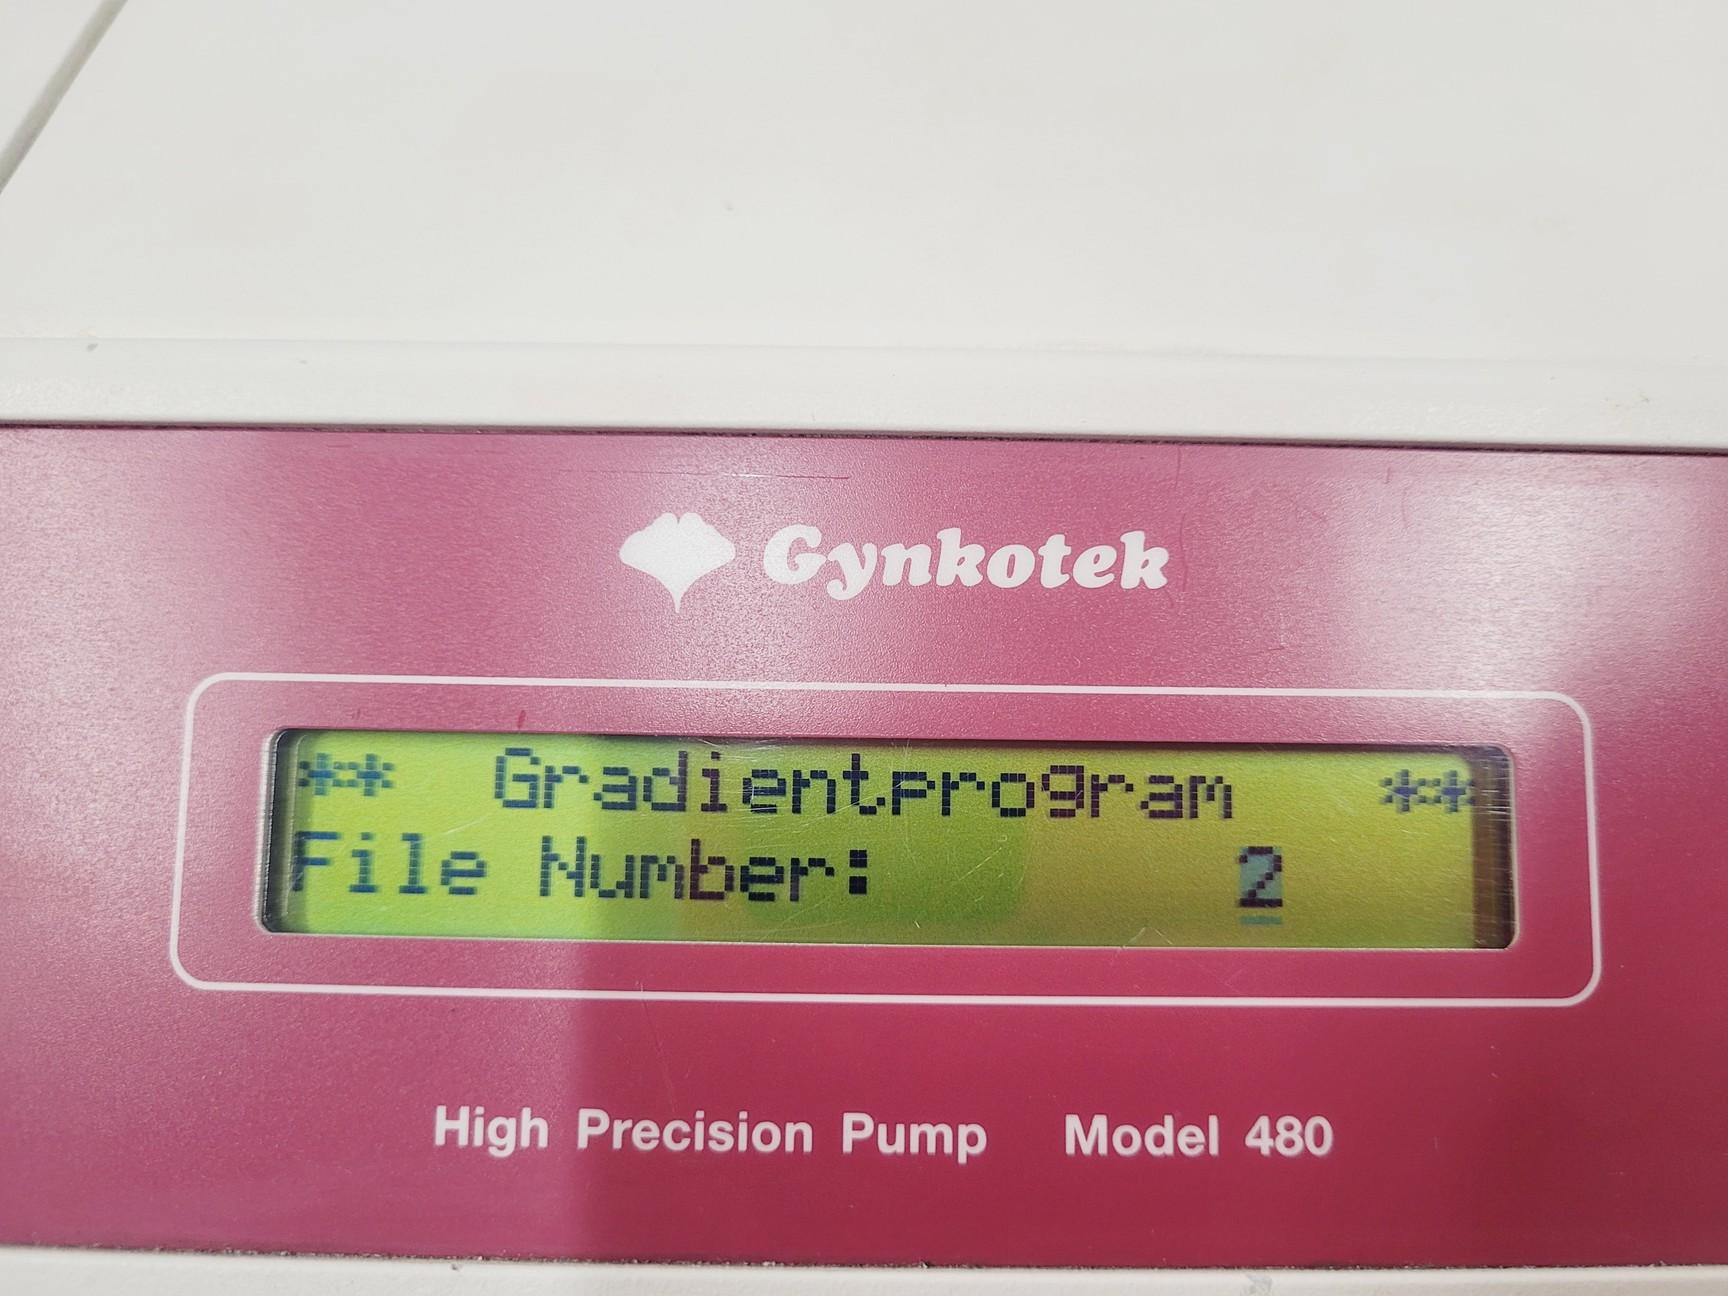 Gynkotek
** Gradientprogram **
File Number: 2
High Precision Pump Model 480